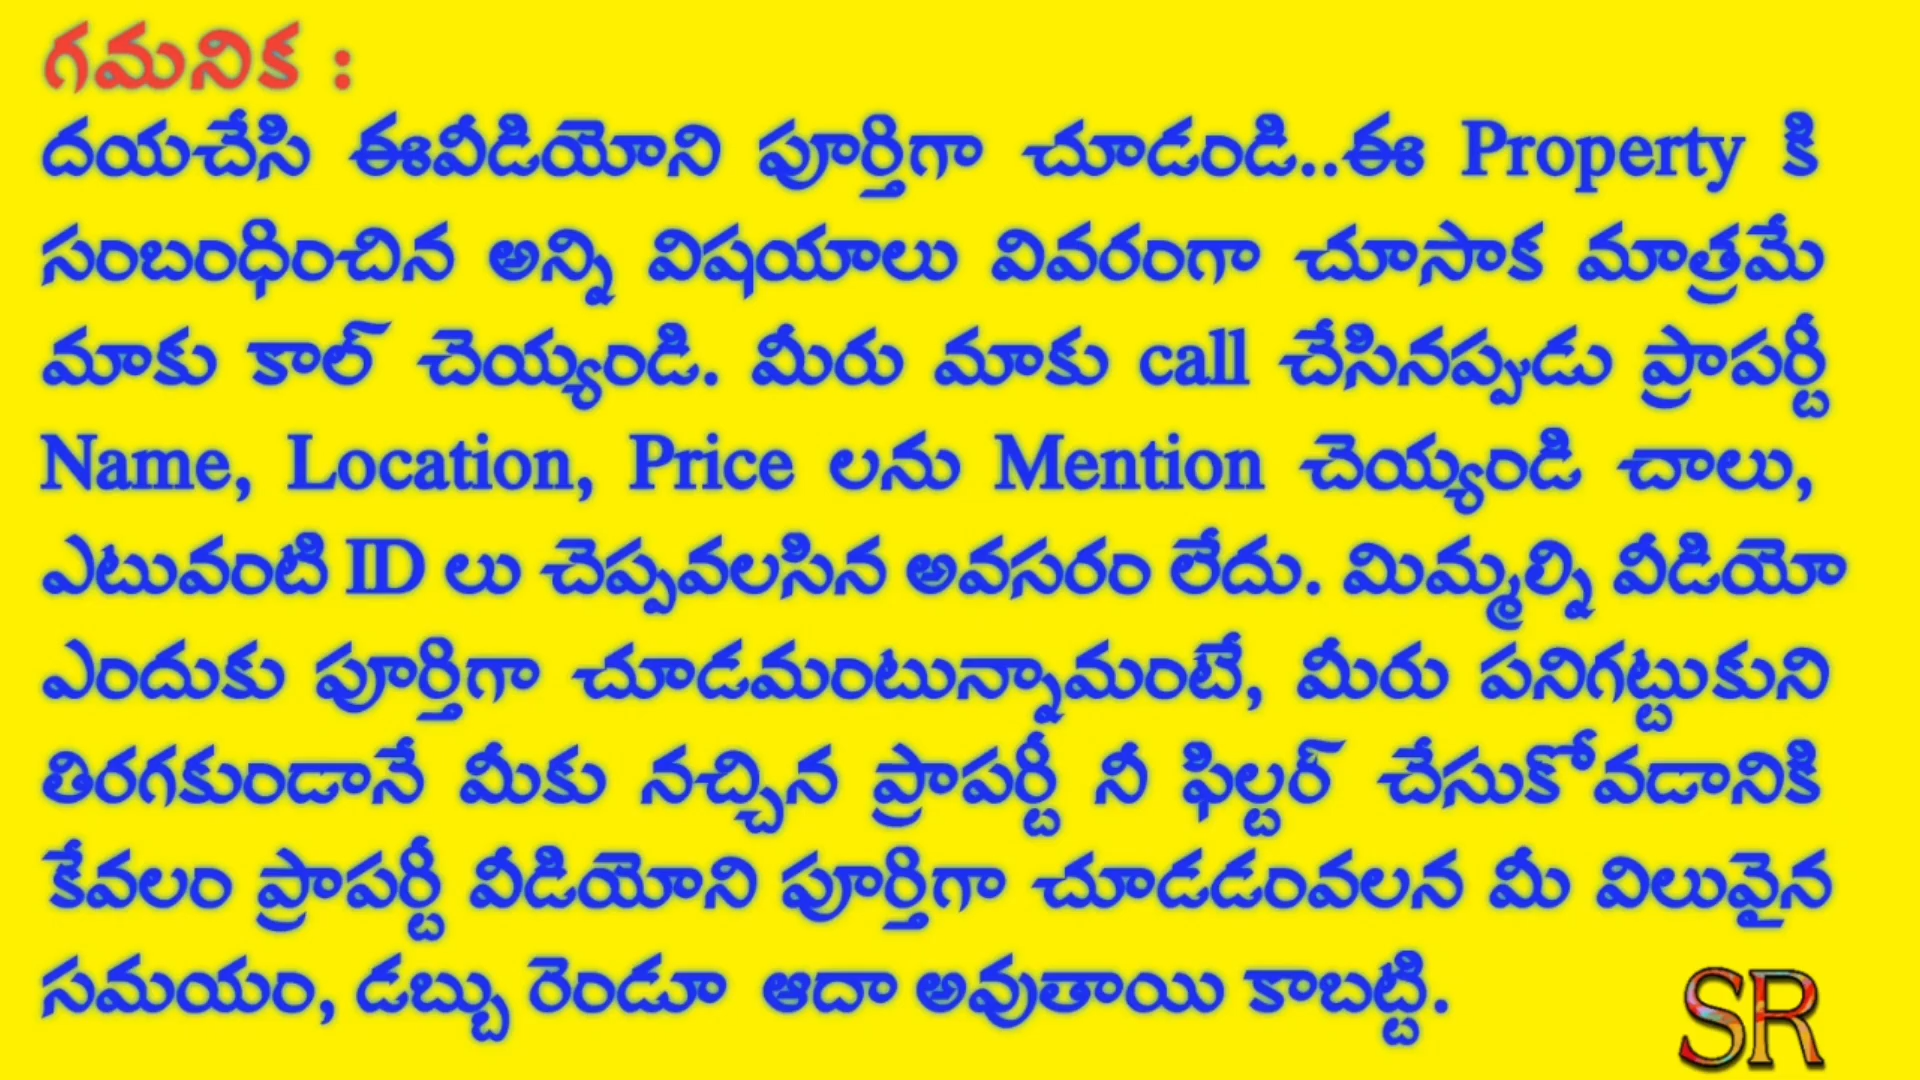 గమనిక :
దయచేసి ఈవీడియోని పూర్తిగా చూడండి..ఈ Property కి
సంబంధించిన అన్ని విషయాలు వివరంగా చూసాక మాత్రమే
మాకు కాల్ చెయ్యండి. మీరు మాకు call చేసినప్పుడు ప్రాపర్టీ
Name, Location, Price లను Mention చెయ్యండి చాలు,
ఎటువంటి ID లు చెప్పవలసిన అవసరం లేదు. మిమ్మల్ని వీడియో
ఎందుకు పూర్తిగా చూడమంటున్నామంటే, మీరు పనిగట్టుకుని
తిరగకుండానే మీకు నచ్చిన ప్రాపర్టీ నీ ఫిల్టర్ చేసుకోవడానికి
కేవలం ప్రాపర్టీ వీడియోని పూర్తిగా చూడడంవలన మీ విలువైన
సమయం, డబ్బు రెండూ ఆదా అవుతాయి కాబట్టి.
SR